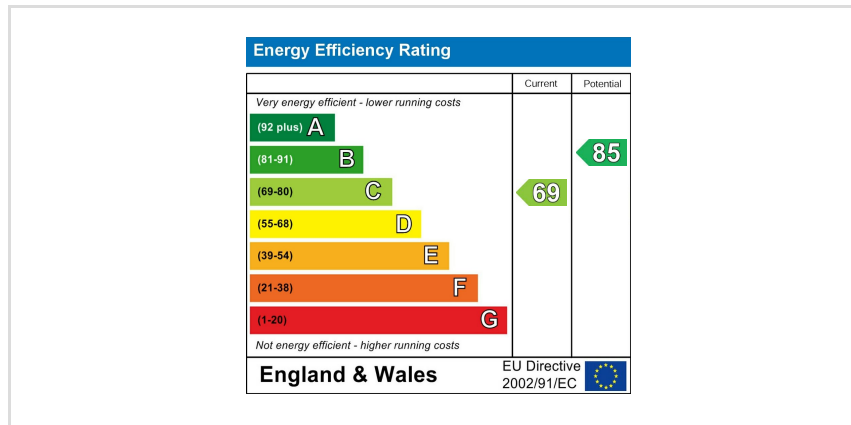 Energy Efficiency Rating
Current Potential
Very energy efficient - lower running costs
(92 plus) A
(81-91) B 85
(69-80) C 69
(55-68) D
(39-54) E
(21-38) F
(1-20) G
Not energy efficient - higher running costs
England & Wales
EU Directive
2002/91/EC